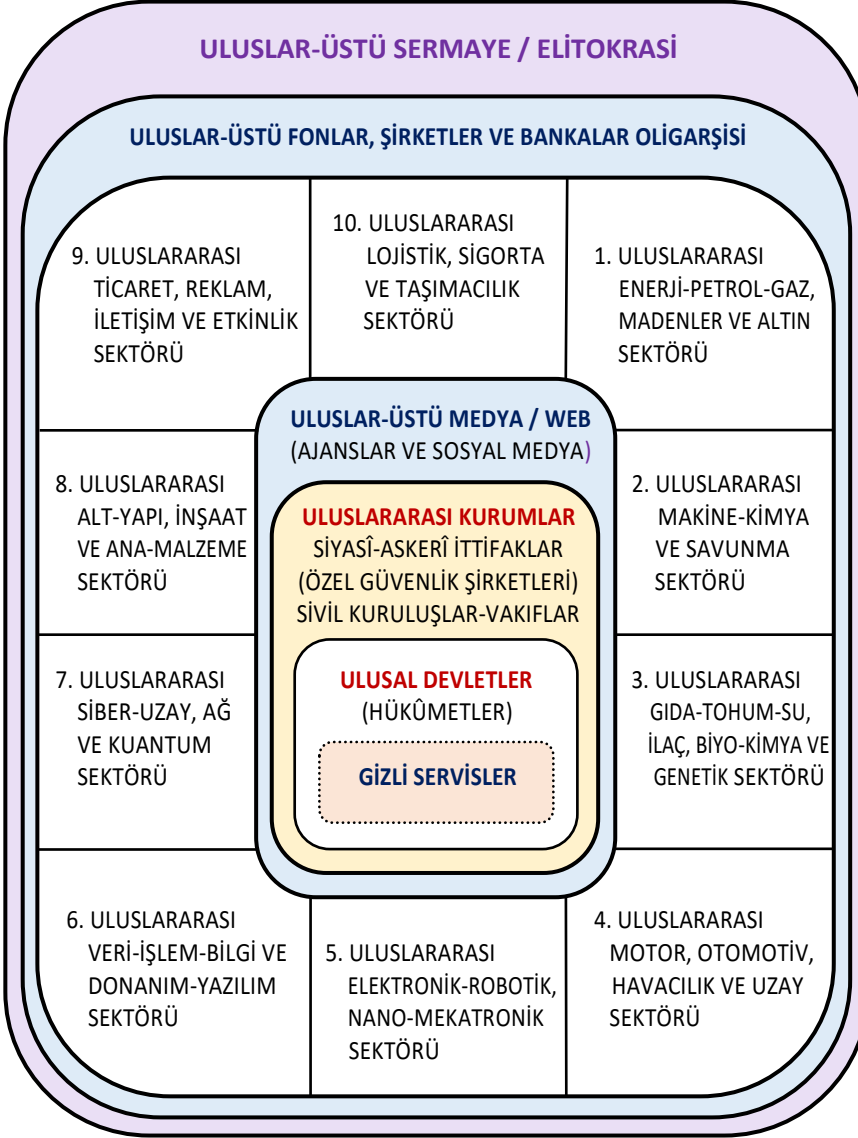 ULUSLAR-ÜSTÜ SERMAYE / ELİTOKRASİ
ULUSLAR-ÜSTÜ FONLAR, ŞİRKETLER VE BANKALAR OLİGARŞİSİ
9. ULUSLARARASI
TİCARET, REKLAM,
İLETİŞİM VE ETKİNLİK
SEKTÖRÜ
10. ULUSLARARASI
LOJİSTİK, SİGORTA
VE TAŞIMACILIK
SEKTÖRÜ
1. ULUSLARARASI
ENERJİ-PETROL-GAZ,
MADENLER VE ALTIN
SEKTÖRÜ
ULUSLAR-ÜSTÜ MEDYA / WEB
(AJANSLAR VE SOSYAL MEDYA)
8. ULUSLARARASI
ALT-YAPI, İNŞAAT
VE ANA-MALZEME
SEKTÖRÜ
ULUSLARARASI KURUMLAR
SİYASÎ-ASKERÎ İTTİFAKLAR
(ÖZEL GÜVENLİK ŞİRKETLERİ)
SİVİL KURULUŞLAR-VAKIFLAR
2. ULUSLARARASI
MAKİNE-KİMYA
VE SAVUNMA
SEKTÖRÜ
7. ULUSLARARASI
SİBER-UZAY, AĞ
VE KUANTUM
SEKTÖRÜ
ULUSAL DEVLETLER
(HÜKÛMETLER)
GİZLİ SERVİSLER
3. ULUSLARARASI
GIDA-TOHUM-SU,
İLAÇ, BİYO-KİMYA VE
GENETİK SEKTÖRÜ
6. ULUSLARARASI
VERİ-İŞLEM-BİLGİ VE
DONANIM-YAZILIM
SEKTÖRÜ
5. ULUSLARARASI
ELEKTRONİK-ROBOTİK,
NANO-MEKATRONİK
SEKTÖRÜ
4. ULUSLARARASI
MOTOR, OTOMOTİV,
HAVACILIK VE UZAY
SEKTÖRÜ